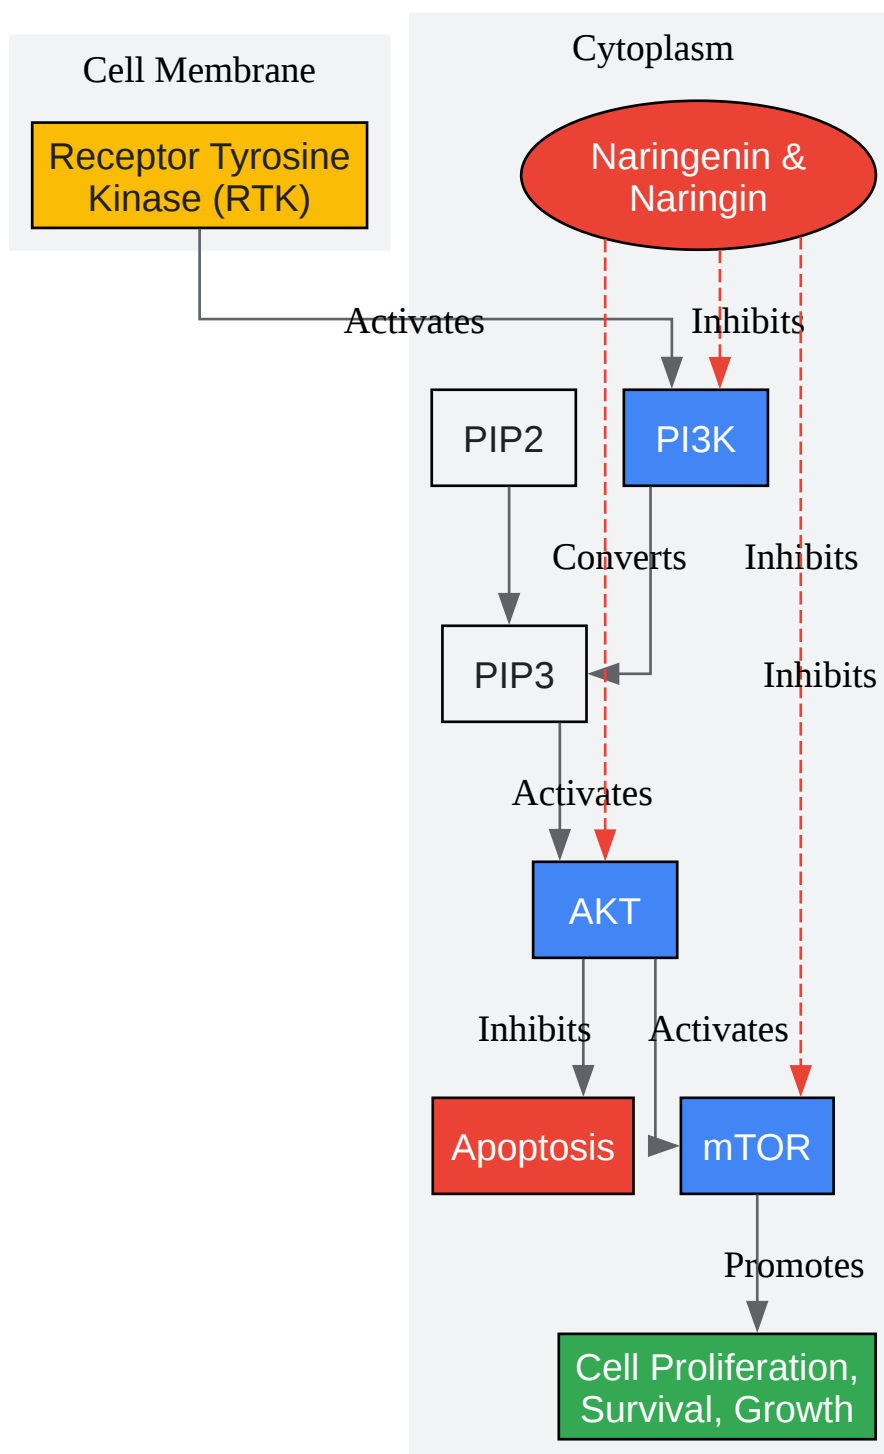 Cytoplasm
Cell Membrane
Receptor Tyrosine
Kinase (RTK)
Naringenin &
Naringin
Activates
Inhibits
PIP2
PI3K
Converts
Inhibits
PIP3
Inhibits
Activates
AKT
Inhibits
Activates
Apoptosis
mTOR
Promotes
Cell Proliferation,
Survival, Growth